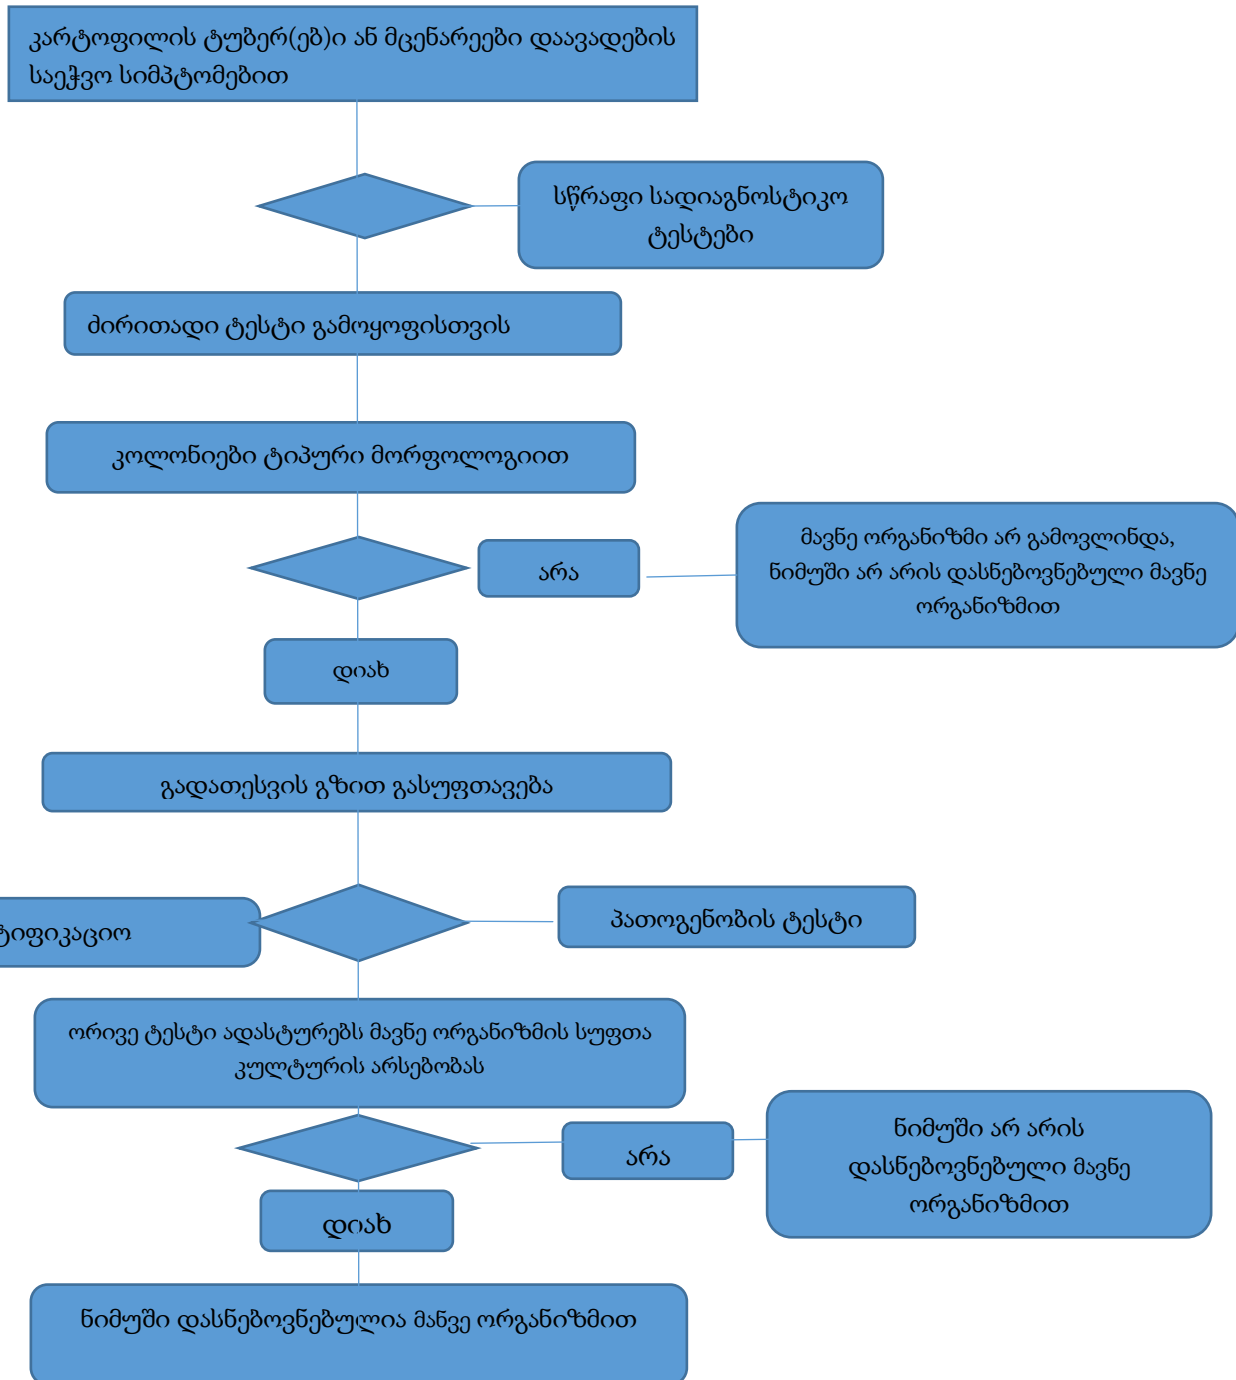 კარტოფილის ტუბერ(ებ)ი ან მცენარეები დაავადების
საეჭვო სიმპტომებით
სწრაფი სადიაგნოსტიკო
ტესტები
ძირითადი ტესტი გამოყოფისთვის
კოლონიები ტიპური მორფოლოგიით
არა
მავნე ორგანიზმი არ გამოვლინდა,
ნიმუში არ არის დასნებოვნებული მავნე
ორგანიზმით
დიახ
გადათესვის გზით გასუფთავება
ტიფიკაციო
პათოგენობის ტესტი
ორივე ტესტი ადასტურებს მავნე ორგანიზმის სუფთა
კულტურის არსებობას
არა
ნიმუში არ არის
დასნებოვნებული მავნე
ორგანიზმით
დიახ
ნიმუში დასნებოვნებულია მანვე ორგანიზმით